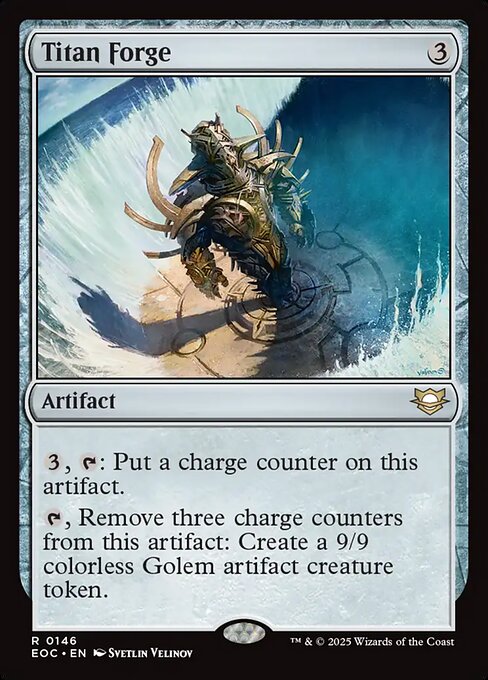 Titan Forge 3
Artifact
3, : Put a charge counter on this
artifact.
, Remove three charge counters
from this artifact: Create a 9/9
colorless Golem artifact creature
token.
R 0146
EOC • EN Svetlin Velinov
™ & © 2025 Wizards of the Coast